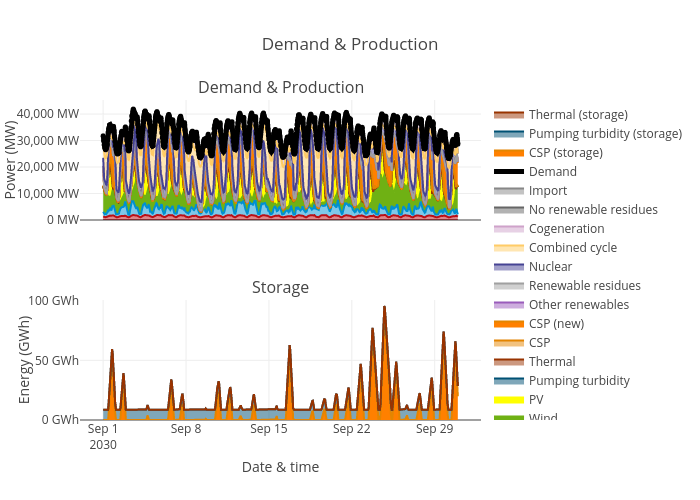 Demand & Production
Demand & Production
Power (MW)
40,000 MW
30,000 MW
20,000 MW
10,000 MW
0 MW
Storage
Energy (GWh)
100 GWh
50 GWh
0 GWh
Sep 1
2030
Sep 8
Sep 15
Sep 22
Sep 29
Date & time
Thermal (storage)
Pumping turbidity (storage)
CSP (storage)
Demand
Import
No renewable residues
Cogeneration
Combined cycle
Nuclear
Renewable residues
Other renewables
CSP (new)
CSP
Thermal
Pumping turbidity
PV
Wind